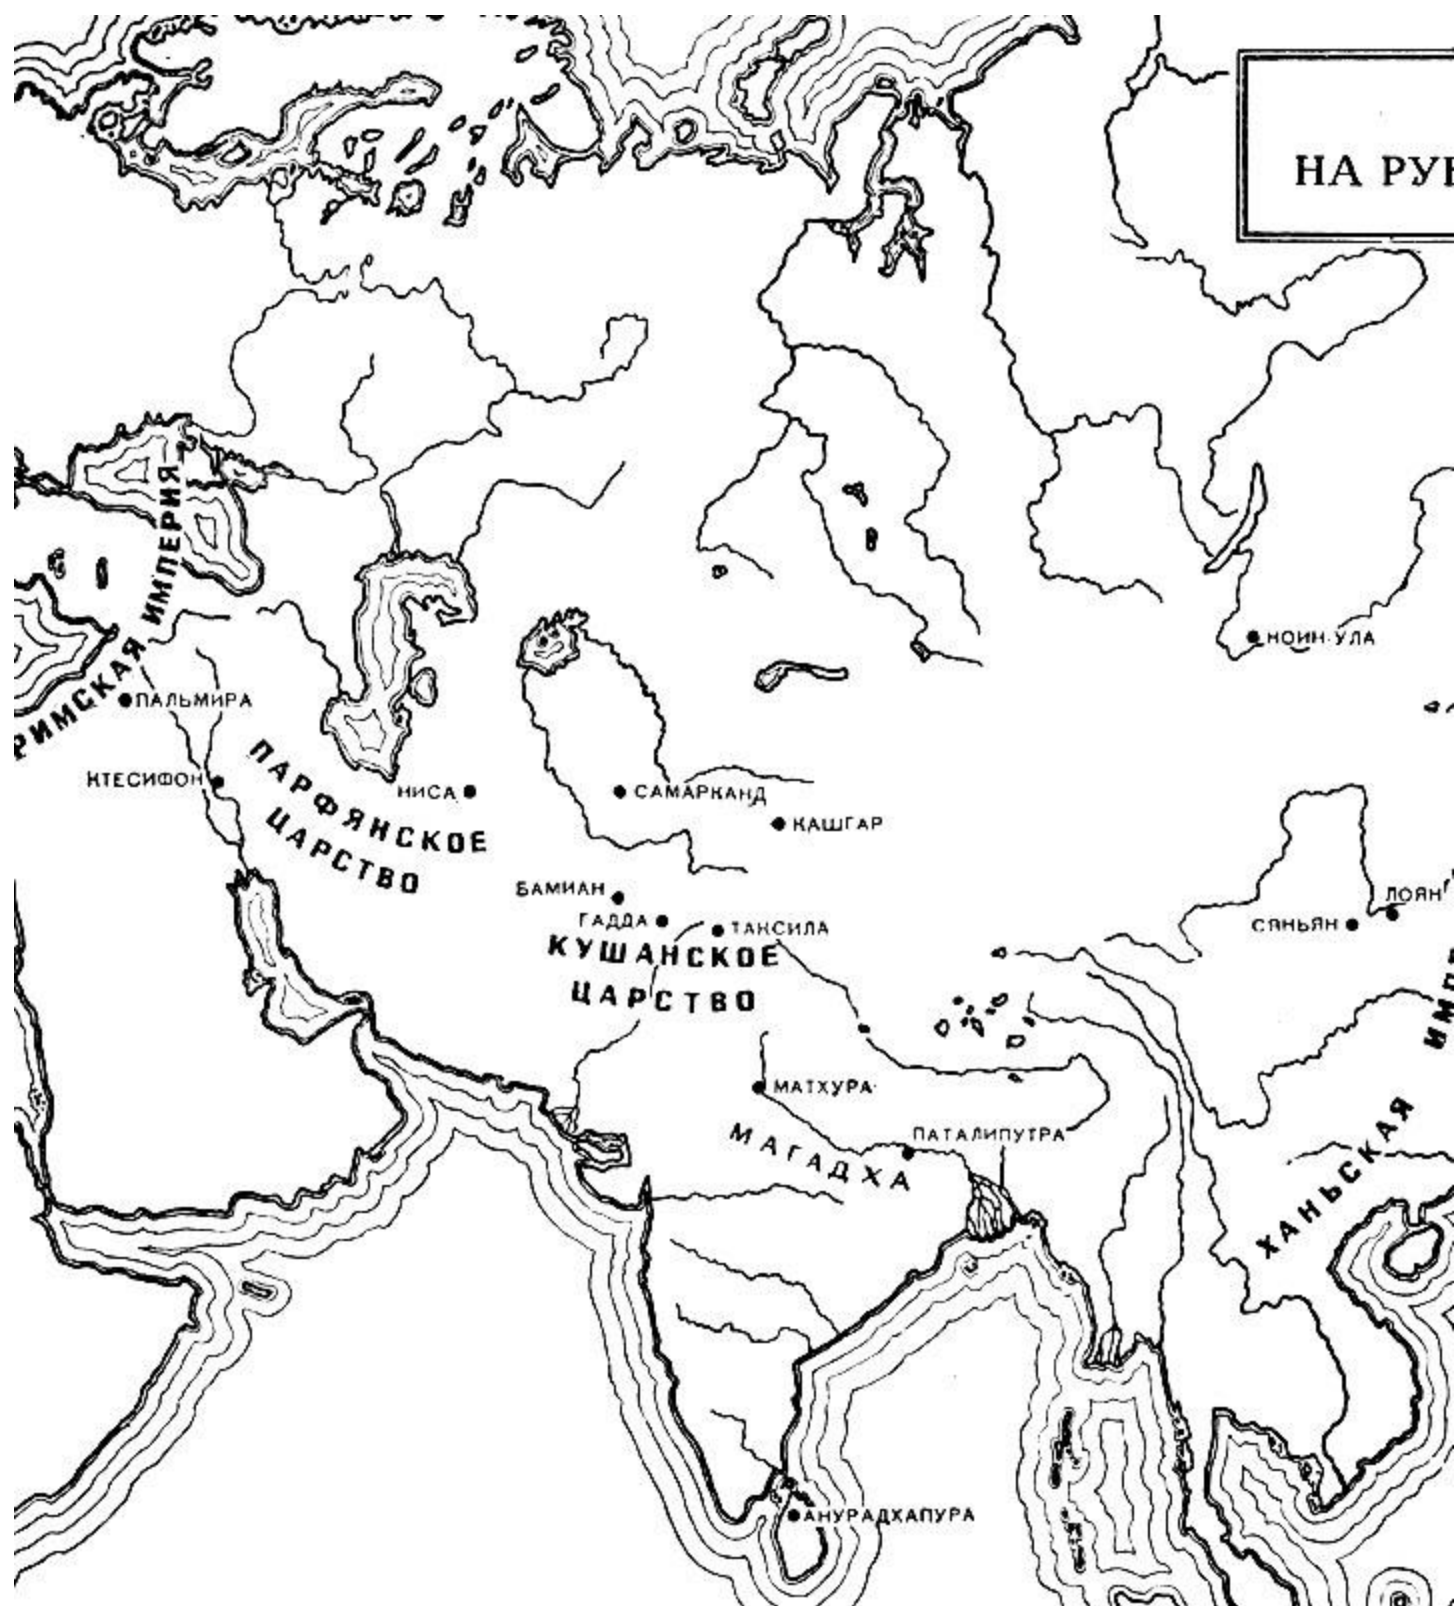 НА РУ
НОИН-УЛА
РИМСКАЯ ИМПЕРИЯ
ПАЛЬМИРА
КТЕСИФОН
ПАРФЯНСКОЕ
ЦАРСТВО
НИСА
САМАРКАНД
КАШГАР
БАМИАН
ГАДДА
ТАКСИЛА
КУШАНСКОЕ
ЦАРСТВО
ЛОЯН
СЯНЬЯН
МАТХУРА
ПАТАЛИПУТРА
МАГАДХА
ХАНЬСКАЯ
ИМП
АНУРАДХАПУРА